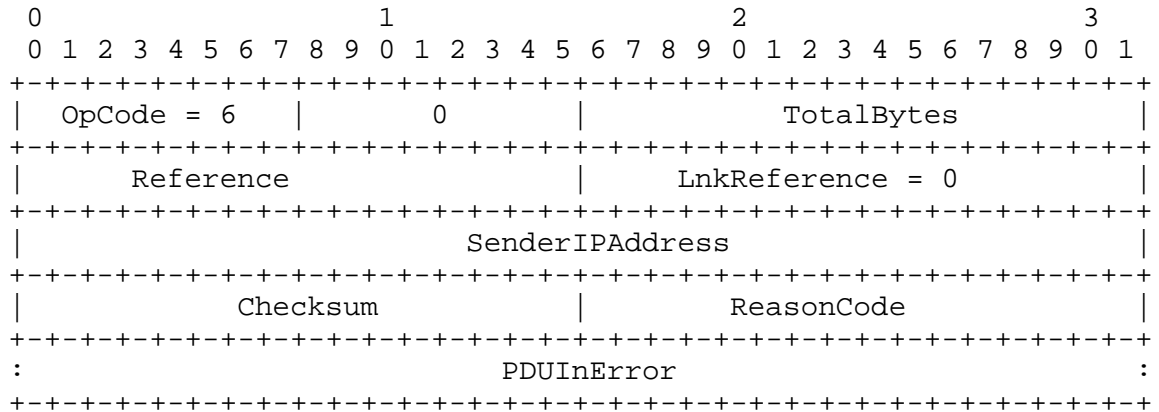 0                   1                   2                   3
 0 1 2 3 4 5 6 7 8 9 0 1 2 3 4 5 6 7 8 9 0 1 2 3 4 5 6 7 8 9 0 1
+-+-+-+-+-+-+-+-+-+-+-+-+-+-+-+-+-+-+-+-+-+-+-+-+-+-+-+-+-+-+-+-+
|  OpCode = 6   |       0       |           TotalBytes          |
+-+-+-+-+-+-+-+-+-+-+-+-+-+-+-+-+-+-+-+-+-+-+-+-+-+-+-+-+-+-+-+-+
|      Reference                |     LnkReference = 0          |
+-+-+-+-+-+-+-+-+-+-+-+-+-+-+-+-+-+-+-+-+-+-+-+-+-+-+-+-+-+-+-+-+
|                         SenderIPAddress                       |
+-+-+-+-+-+-+-+-+-+-+-+-+-+-+-+-+-+-+-+-+-+-+-+-+-+-+-+-+-+-+-+-+
|            Checksum           |        ReasonCode             |
+-+-+-+-+-+-+-+-+-+-+-+-+-+-+-+-+-+-+-+-+-+-+-+-+-+-+-+-+-+-+-+-+
:                           PDUInError                          :
+-+-+-+-+-+-+-+-+-+-+-+-+-+-+-+-+-+-+-+-+-+-+-+-+-+-+-+-+-+-+-+-+